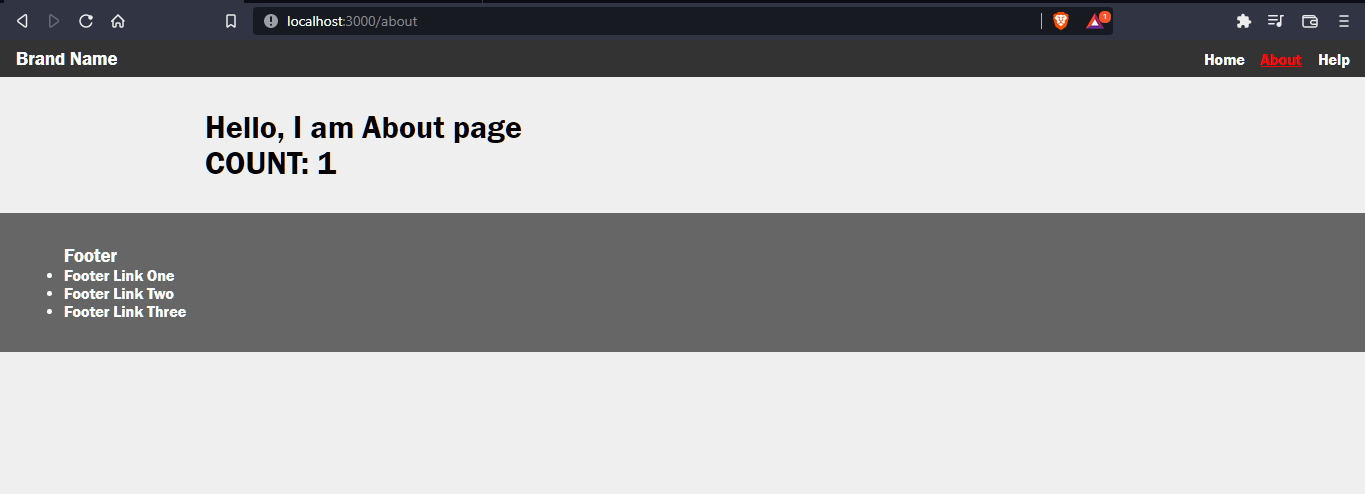 localhost:3000/about
1
Brand Name
Home About Help
Hello, I am About page
COUNT: 1
Footer
Footer Link One
Footer Link Two
Footer Link Three